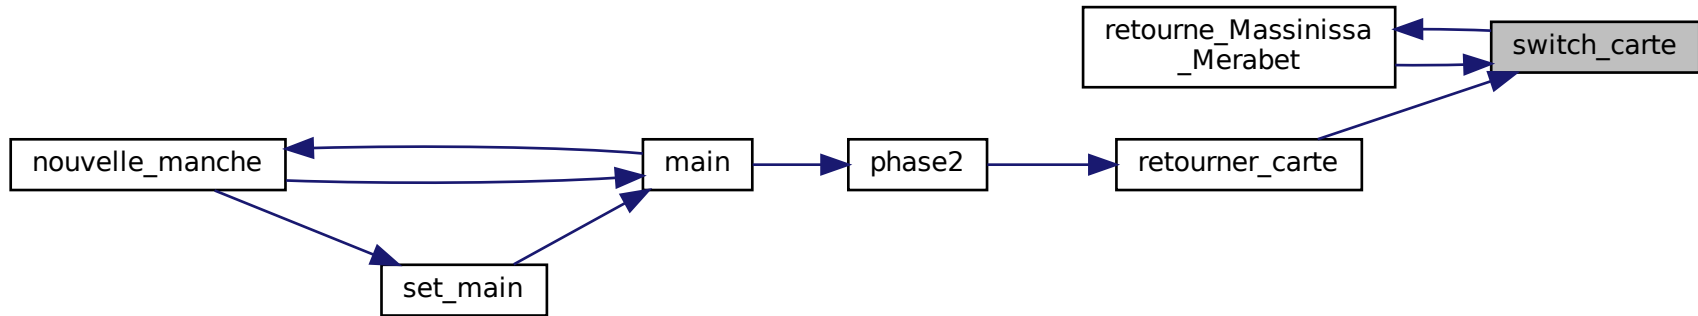 retourne_Massinissa
_Merabet
switch_carte
nouvelle_manche
main
phase2
retourner_carte
set_main